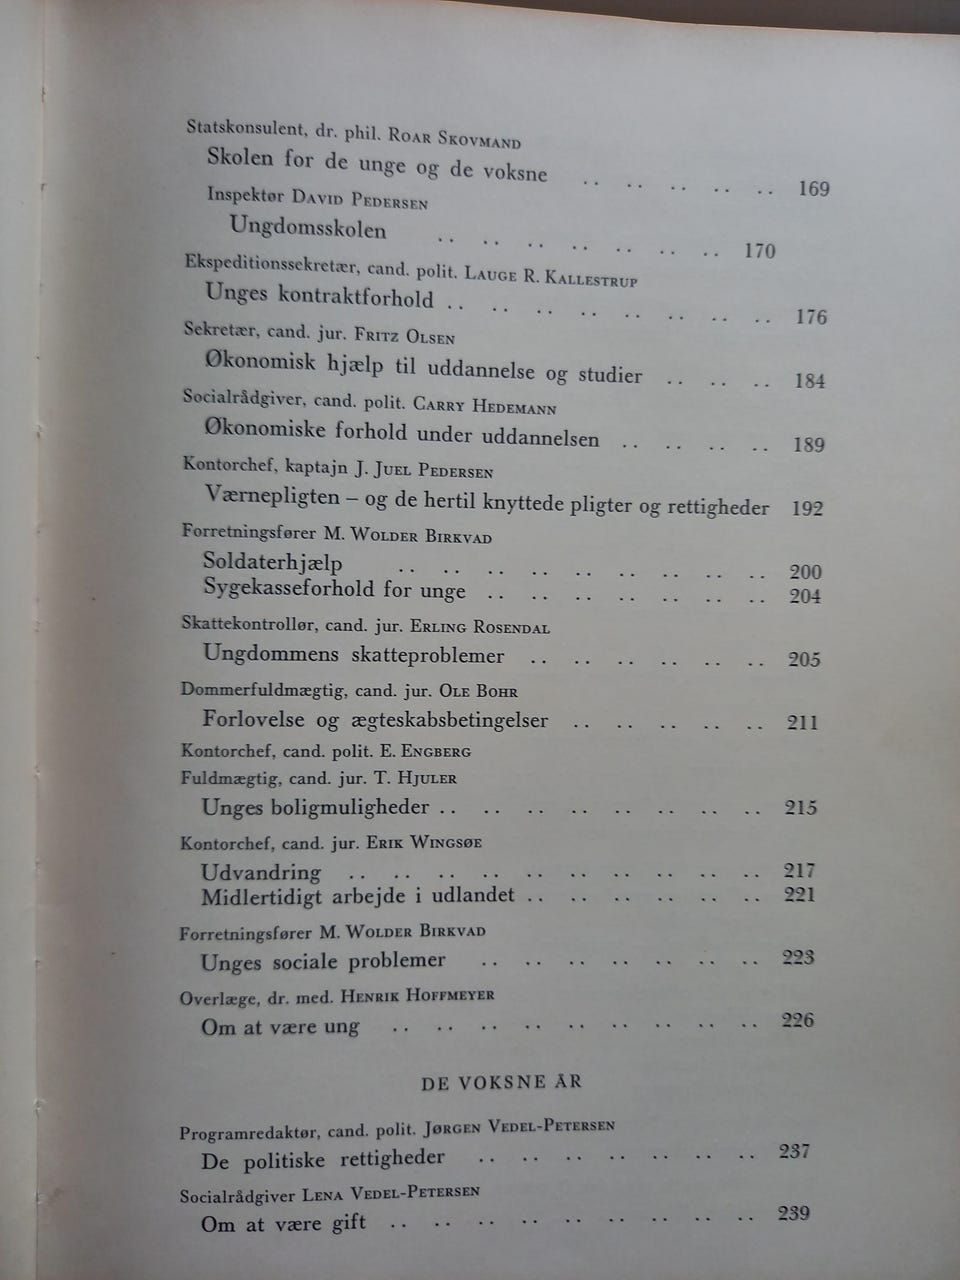 Statskonsulent, dr. phil. ROAR SKOVMAND
Skolen for de unge og de voksne .. .. .. .. .. 169
Inspektør DAVID PEDERSEN
Ungdomsskolen .. .. .. .. .. .. .. 170
Ekspeditionssekretær, cand. polit. LAUGE R. KALLESTRUP
Unges kontraktforhold .. .. .. .. .. .. .. .. 176
Sekretær, cand. jur. FRITZ OLSEN
Økonomisk hjælp til uddannelse og studier .. .. .. 184
Socialrådgiver, cand. polit. CARRY HEDEMANN
Økonomiske forhold under uddannelsen .. .. .. .. 189
Kontorchef, kaptajn J. JUEL PEDERSEN
Værnepligten – og de hertil knyttede pligter og rettigheder 192
Forretningsfører M. WOLDER BIRKVAD
Soldaterhjælp .. .. .. .. .. .. .. .. .. 200
Sygekasseforhold for unge .. .. .. .. .. .. .. 204
Skattekontrollør, cand. jur. ERLING ROSENDAL
Ungdommens skatteproblemer .. .. .. .. .. .. 205
Dommerfuldmægtig, cand. jur. OLE BOHR
Forlovelse og ægteskabsbetingelser .. .. .. .. .. 211
Kontorchef, cand. polit. E. ENGBERG
Fuldmægtig, cand. jur. T. HJULER
Unges boligmuligheder .. .. .. .. .. .. .. .. 215
Kontorchef, cand. jur. ERIK WINGSØE
Udvandring .. .. .. .. .. .. .. .. .. .. 217
Midlertidigt arbejde i udlandet .. .. .. .. .. .. 221
Forretningsfører M. WOLDER BIRKVAD
Unges sociale problemer .. .. .. .. .. .. .. 223
Overlæge, dr. med. HENRIK HOFFMEYER
Om at være ung .. .. .. .. .. .. .. .. .. 226
DE VOKSNE ÅR
Programredaktør, cand. polit. JØRGEN VEDEL-PETERSEN
De politiske rettigheder .. .. .. .. .. .. .. 237
Socialrådgiver LENA VEDEL-PETERSEN
Om at være gift .. .. .. .. .. .. .. .. .. 239